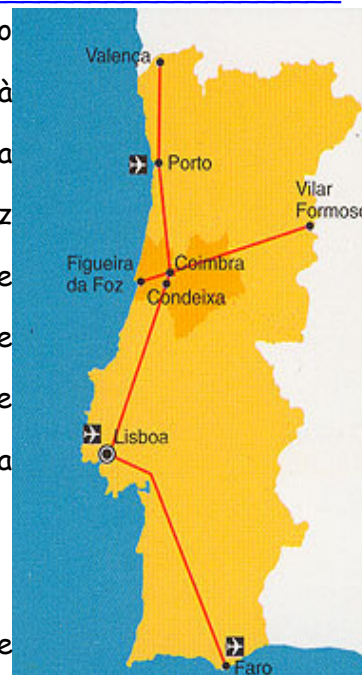 o
Valença
à
a
Porto
Vilar
Formoso
z
Figueira
da Foz
Coimbra
e
Condeixa
e
e
Lisboa
a
e
Faro